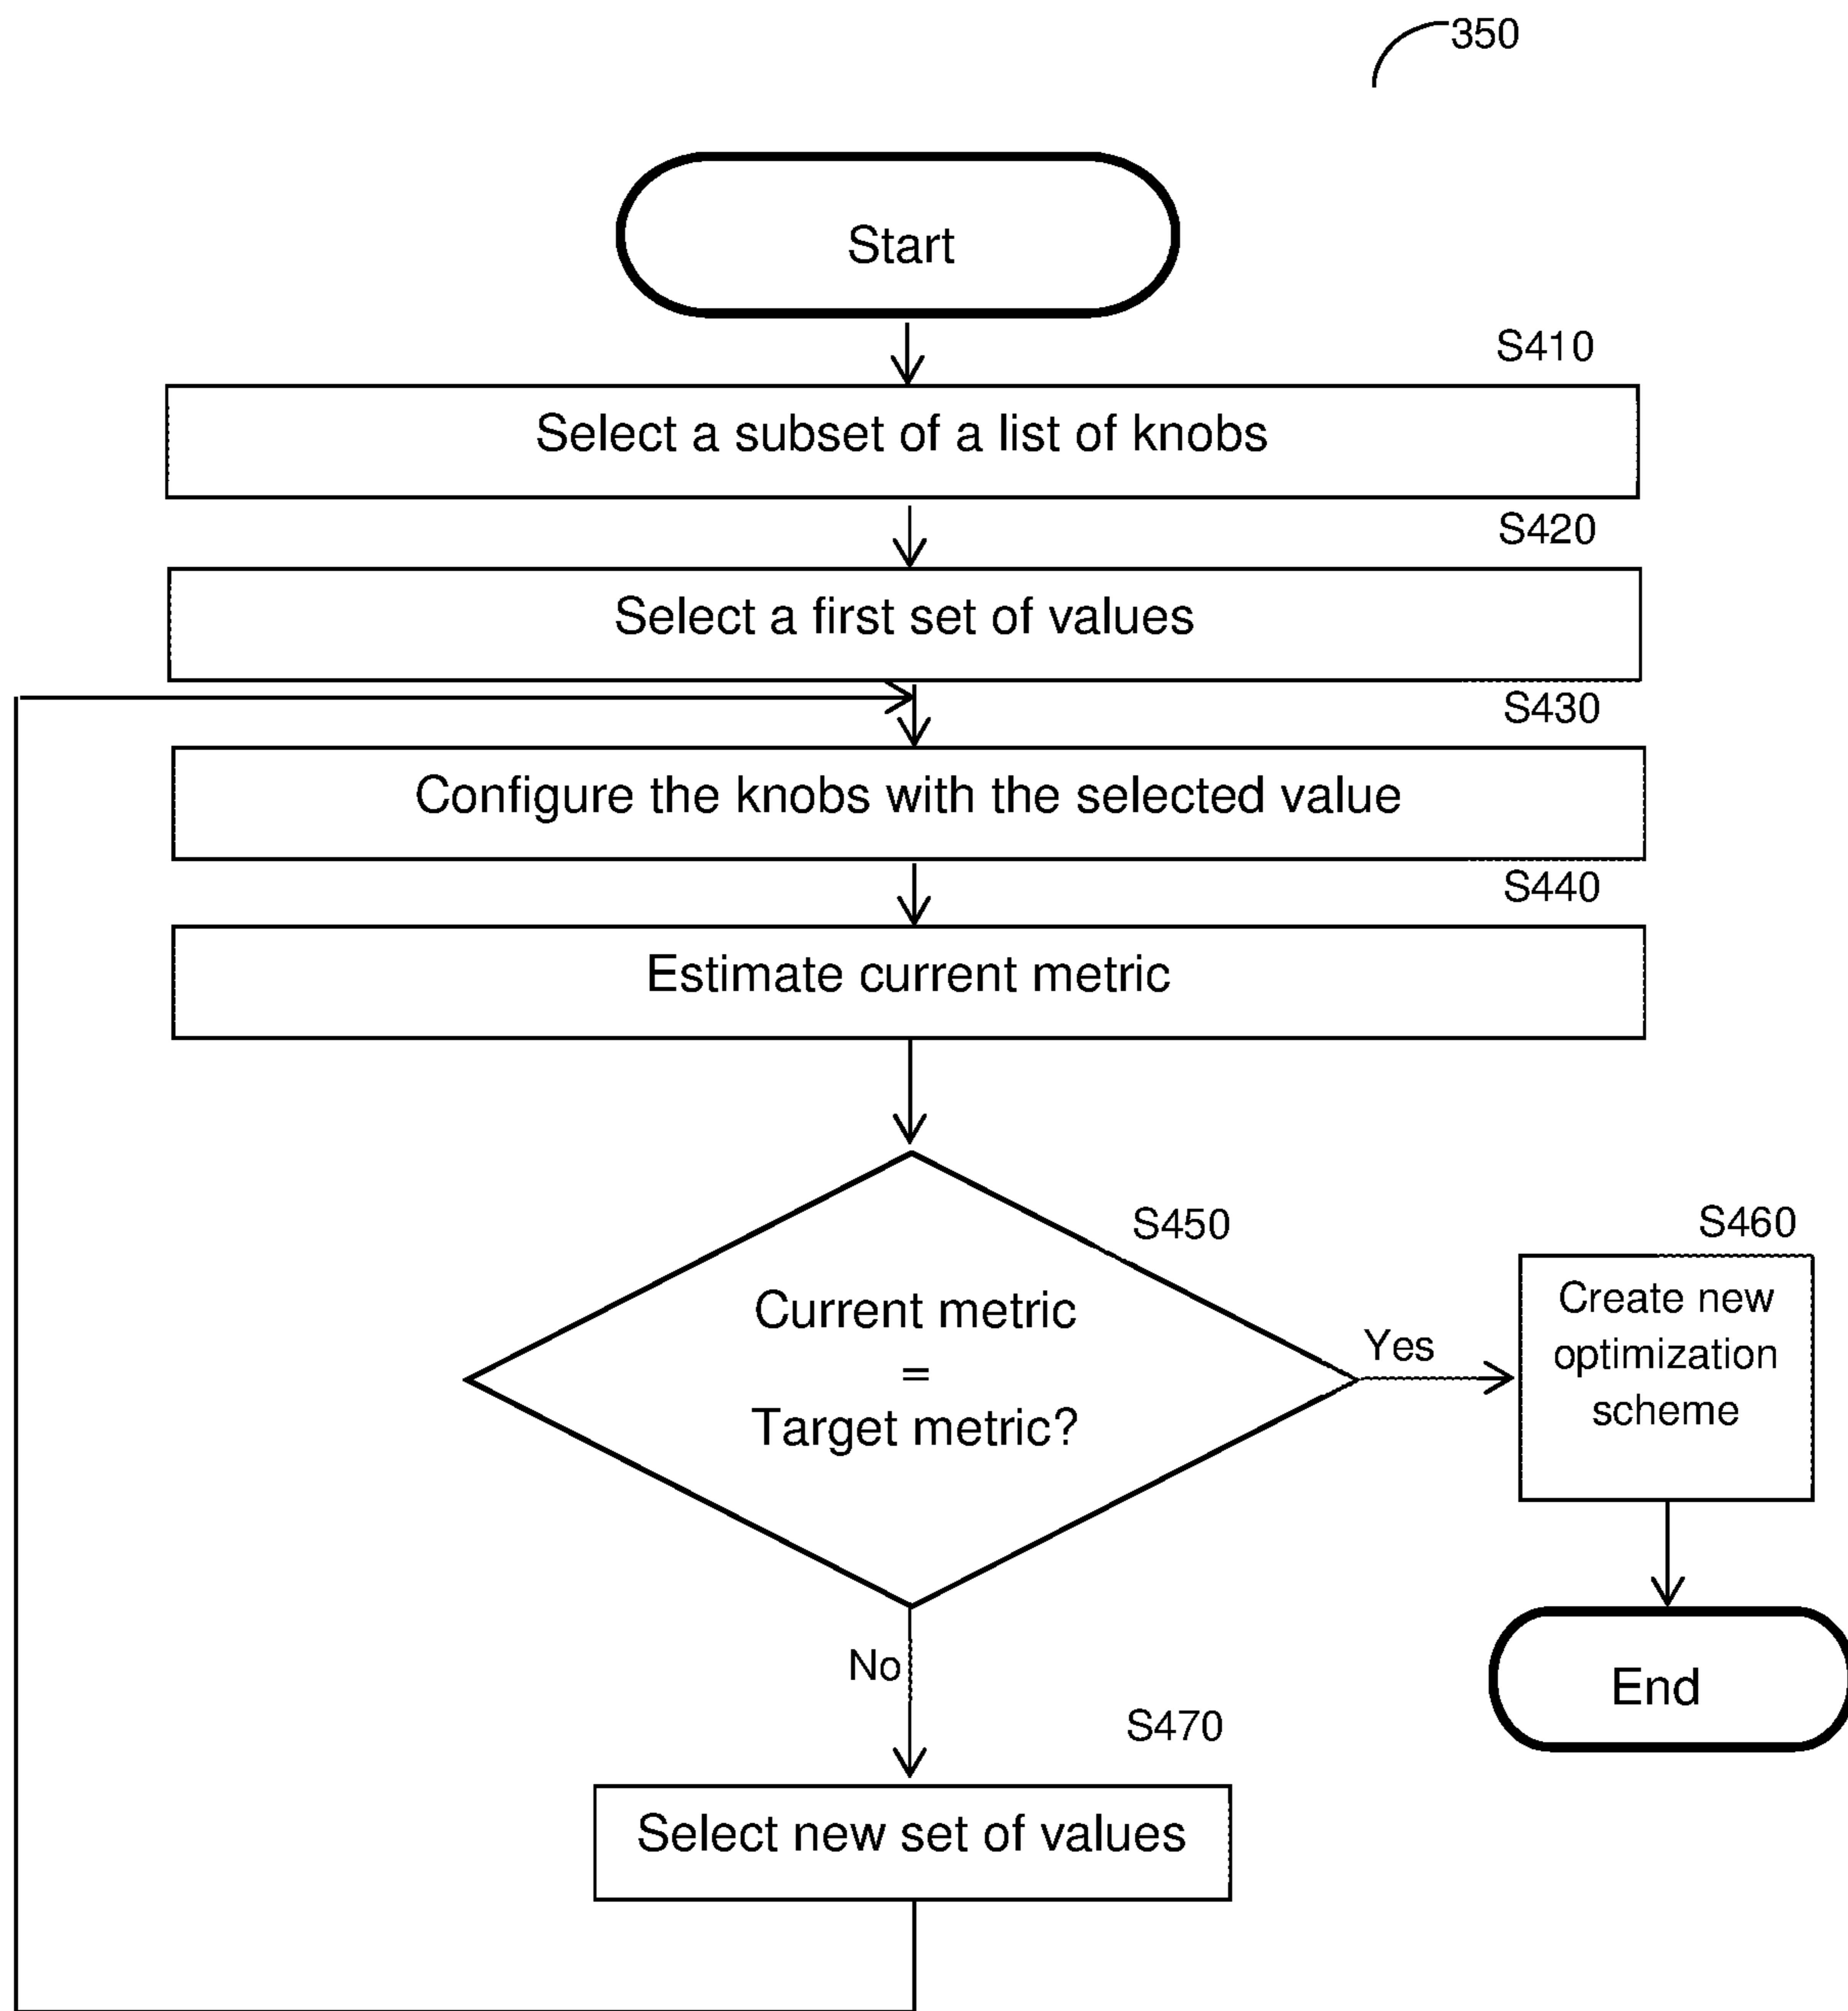 350
Start
S410
Select a subset of a list of knobs
S420
Select a first set of values
S430
Configure the knobs with the selected value
S440
Estimate current metric
S450
Current metric
=
Target metric?
Yes
S460
Create new
optimization
scheme
End
No
S470
Select new set of values